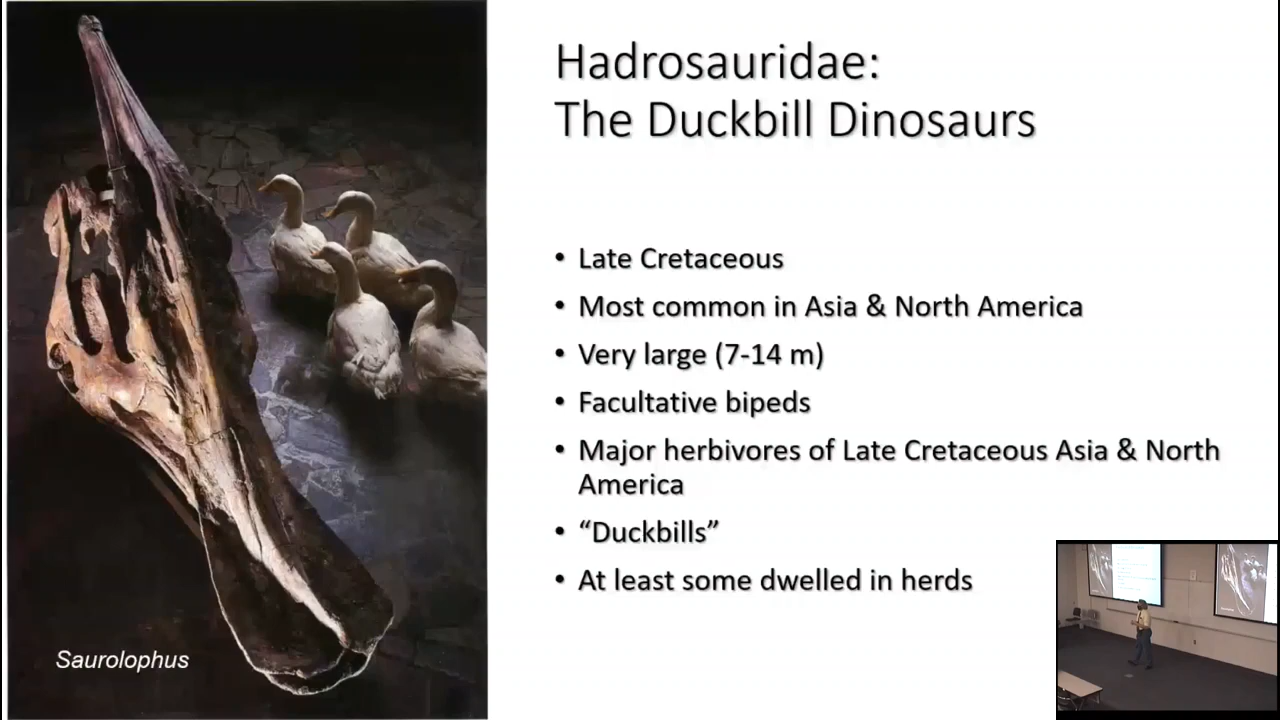 Hadrosauridae:
The Duckbill Dinosaurs
• Late Cretaceous
• Most common in Asia & North America
• Very large (7-14 m)
• Facultative bipeds
• Major herbivores of Late Cretaceous Asia & North
America
• “Duckbills”
• At least some dwelled in herds
Saurolophus